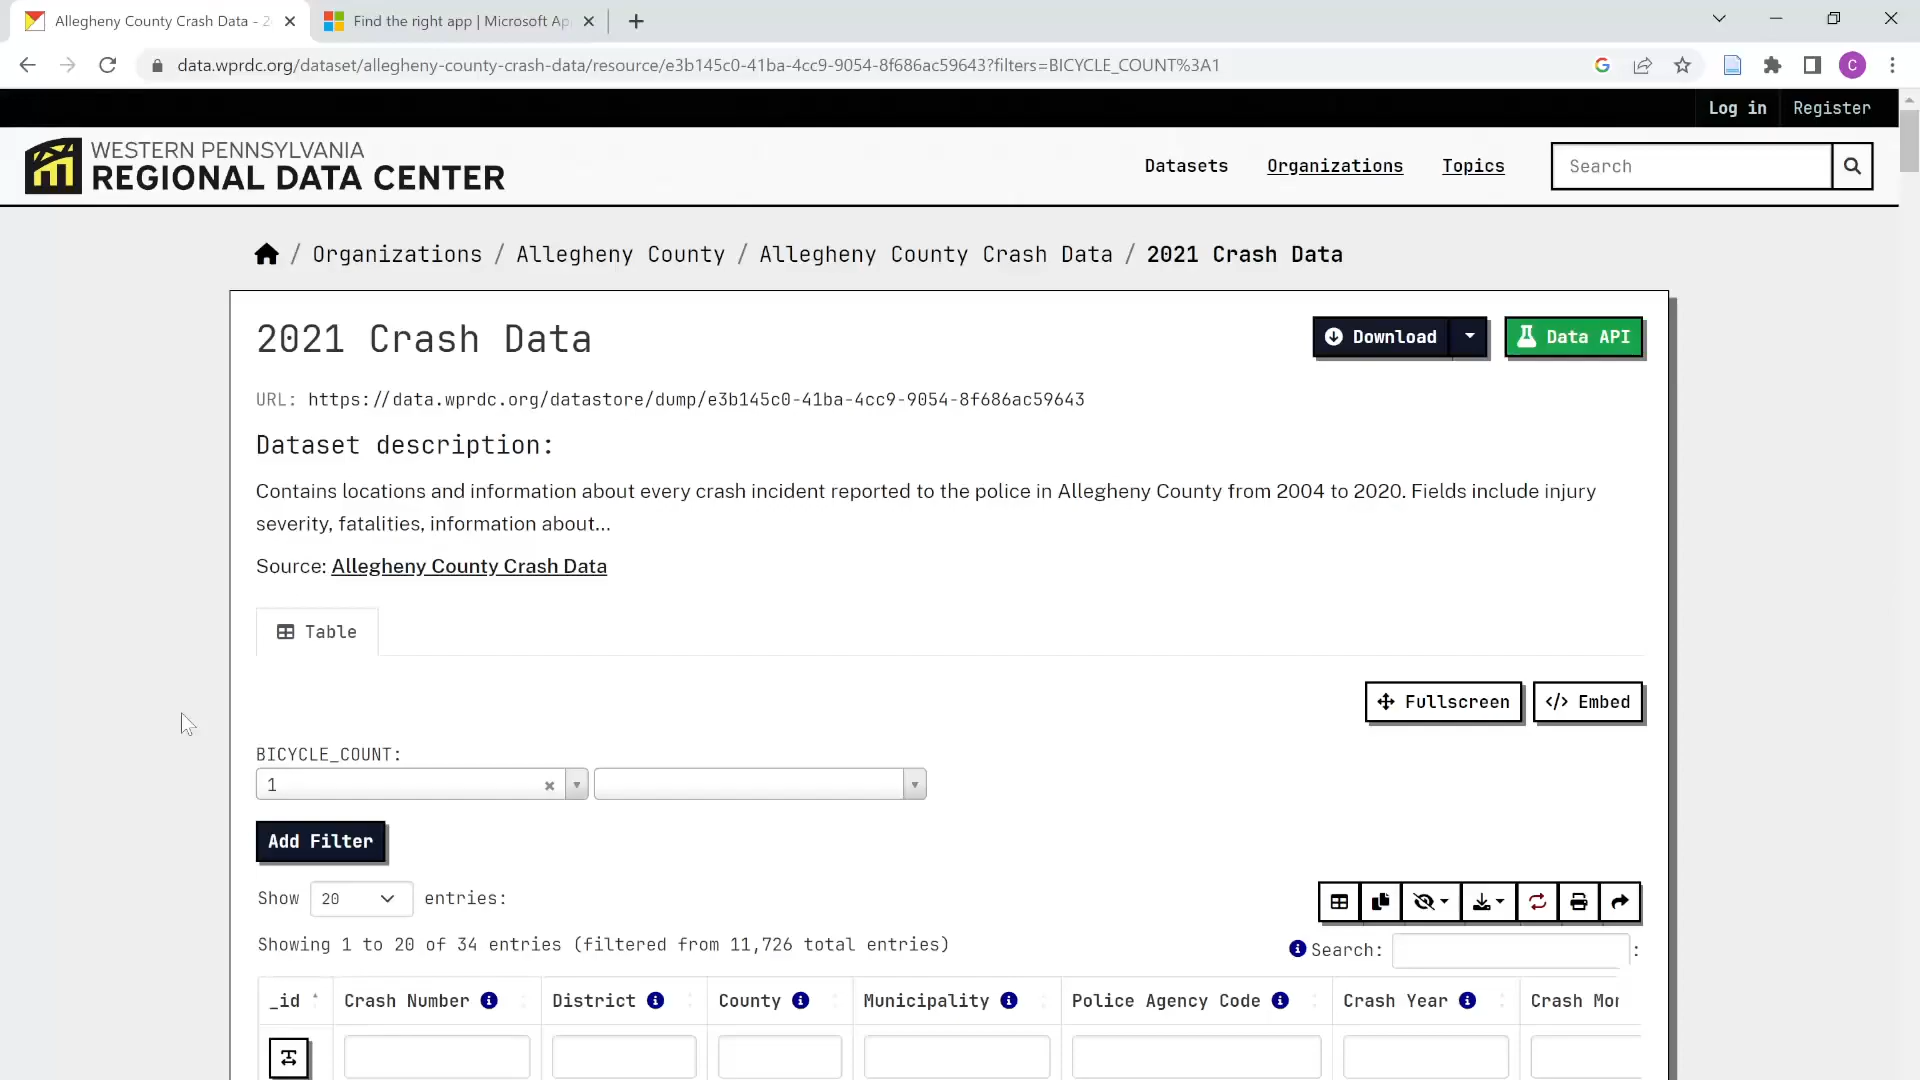 Allegheny County Crash Data - 2
Find the right app | Microsoft Ap
data.wprdc.org/dataset/allegheny-county-crash-data/resource/e3b145c0-41ba-4cc9-9054-8f686ac59643?filters=BICYCLE_COUNT%3A1
C
Log in
Register
WESTERN PENNSYLVANIA
REGIONAL DATA CENTER
Datasets
Organizations
Topics
Search
/ Organizations / Allegheny County / Allegheny County Crash Data / 2021 Crash Data
2021 Crash Data
Download
Data API
URL: https://data.wprdc.org/datastore/dump/e3b145c0-41ba-4cc9-9054-8f686ac59643
Dataset description:
Contains locations and information about every crash incident reported to the police in Allegheny County from 2004 to 2020. Fields include injury
severity, fatalities, information about...
Source: Allegheny County Crash Data
Table
Fullscreen
</> Embed
BICYCLE_COUNT:
1
Add Filter
Show 20 entries:
Showing 1 to 20 of 34 entries (filtered from 11,726 total entries)
Search: :
_id Crash Number District County Municipality Police Agency Code Crash Year Crash Mon